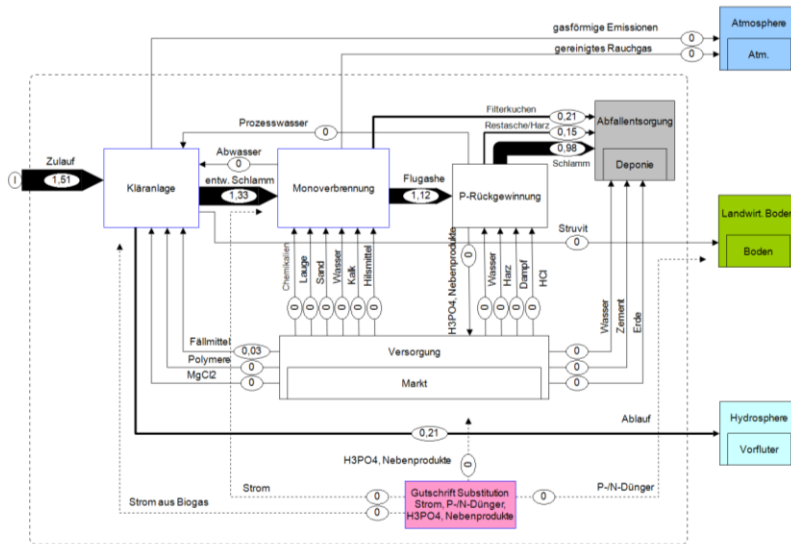 gasförmige Emissionen
0
Atmosphere
gereinigtes Rauchgas
0
Atm.
Filterkuchen
0,21
Prozesswasser
0
Restasche/Harz
0,15
Abfallentsorgung
0,98
Schlamm
Deponie
Zulauf
I
1,51
Kläranlage
Abwasser
0
entw. Schlamm
1,33
Monoverbrennung
Flugashe
1,12
P-Rückgewinnung
Struvit
0
Landwirt. Boden
Boden
Chemikalien
0
Lauge
0
Sand
0
Wasser
0
Kalk
0
Hilsmittel
0
H3PO4, Nebenprodukte
0
Wasser
0
Harz
0
Dampf
0
HCl
0
Wasser
Zement
Erde
Fällmittel
0,03
Polymere
0
MgCl2
0
Versorgung
Markt
0
0
0
Ablauf
0,21
Hydrosphere
Vorfluter
H3PO4, Nebenprodukte
0
Strom
0
Strom aus Biogas
0
Gutschrift Substitution
Strom, P-/N-Dünger,
H3PO4, Nebenprodukte
0
P-/N-Dünger